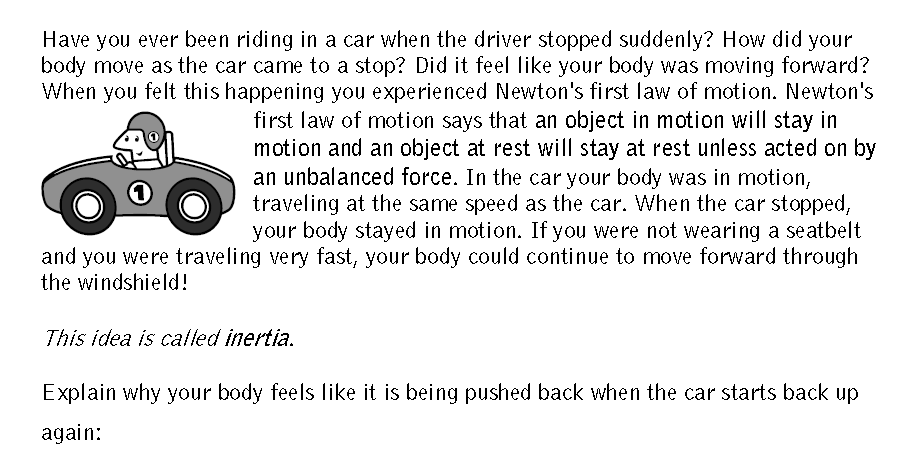 Have you ever been riding in a car when the driver stopped suddenly? How did your
body move as the car came to a stop? Did it feel like your body was moving forward?
When you felt this happening you experienced Newton's first law of motion. Newton's
first law of motion says that an object in motion will stay in
motion and an object at rest will stay at rest unless acted on by
an unbalanced force. In the car your body was in motion,
traveling at the same speed as the car. When the car stopped,
your body stayed in motion. If you were not wearing a seatbelt
and you were traveling very fast, your body could continue to move forward through
the windshield!
1
1
This idea is called inertia.
Explain why your body feels like it is being pushed back when the car starts back up
again: